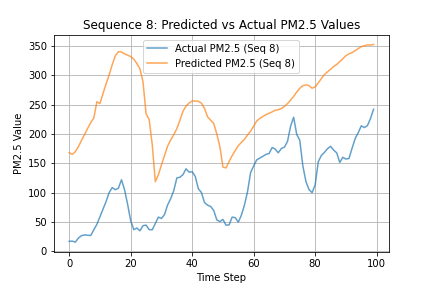 Sequence 8: Predicted vs Actual PM2.5 Values
Actual PM2.5 (Seq 8)
Predicted PM2.5 (Seq 8)
PM2.5 Value
350
300
250
200
150
100
50
0
0 20 40 60 80 100
Time Step